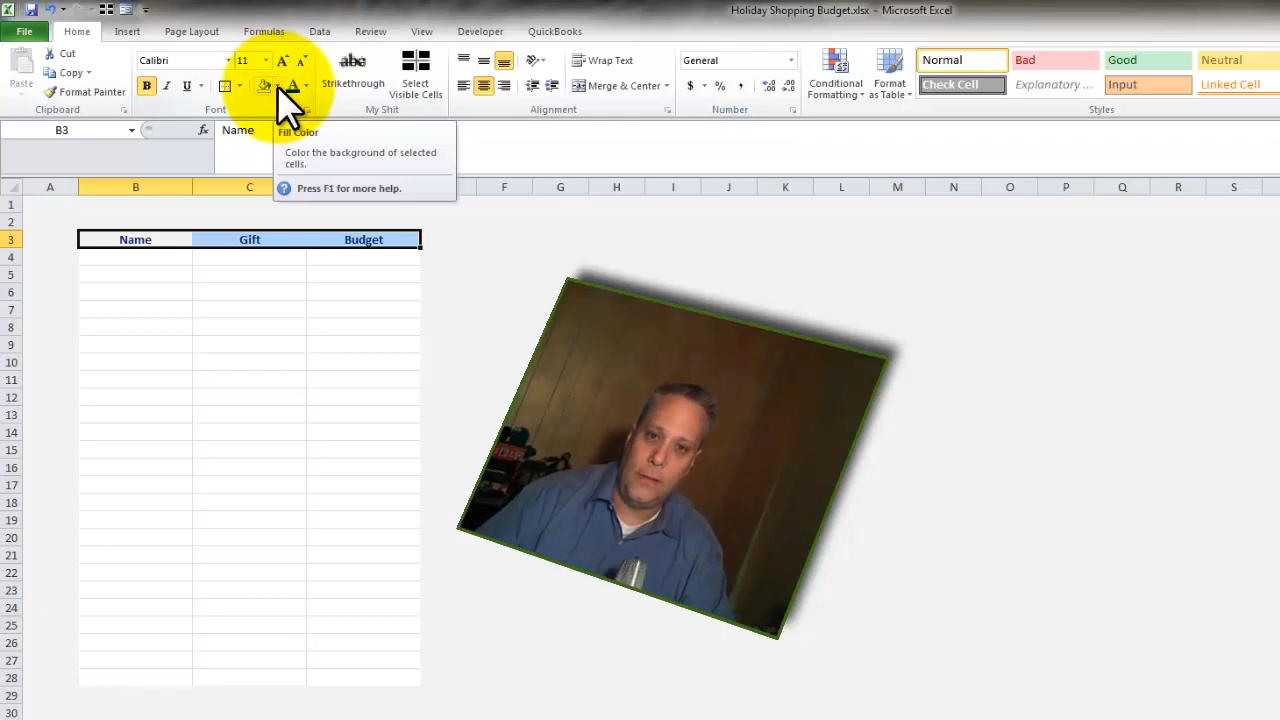 Holiday Shopping Budget.xlsx - Microsoft Excel
File Home Insert Page Layout Formulas Data Review View Developer QuickBooks
Cut
Copy
Format Painter
Paste
Clipboard
Calibri 11
B I U
Font
abc
Strikethrough
Select Visible Cells
My Shit
Wrap Text
Merge & Center
Alignment
General
$ % ,
Number
Conditional Formatting
Format as Table
Normal Bad Good Neutral
Check Cell Explanatory ... Input Linked Cell
Styles
B3 fx Name
Fill Color
Color the background of selected
cells.
Press F1 for more help.
A B C F G H I J K L M N O P Q R S
1
2
3 Name Gift Budget
4
5
6
7
8
9
10
11
12
13
14
15
16
17
18
19
20
21
22
23
24
25
26
27
28
29
30